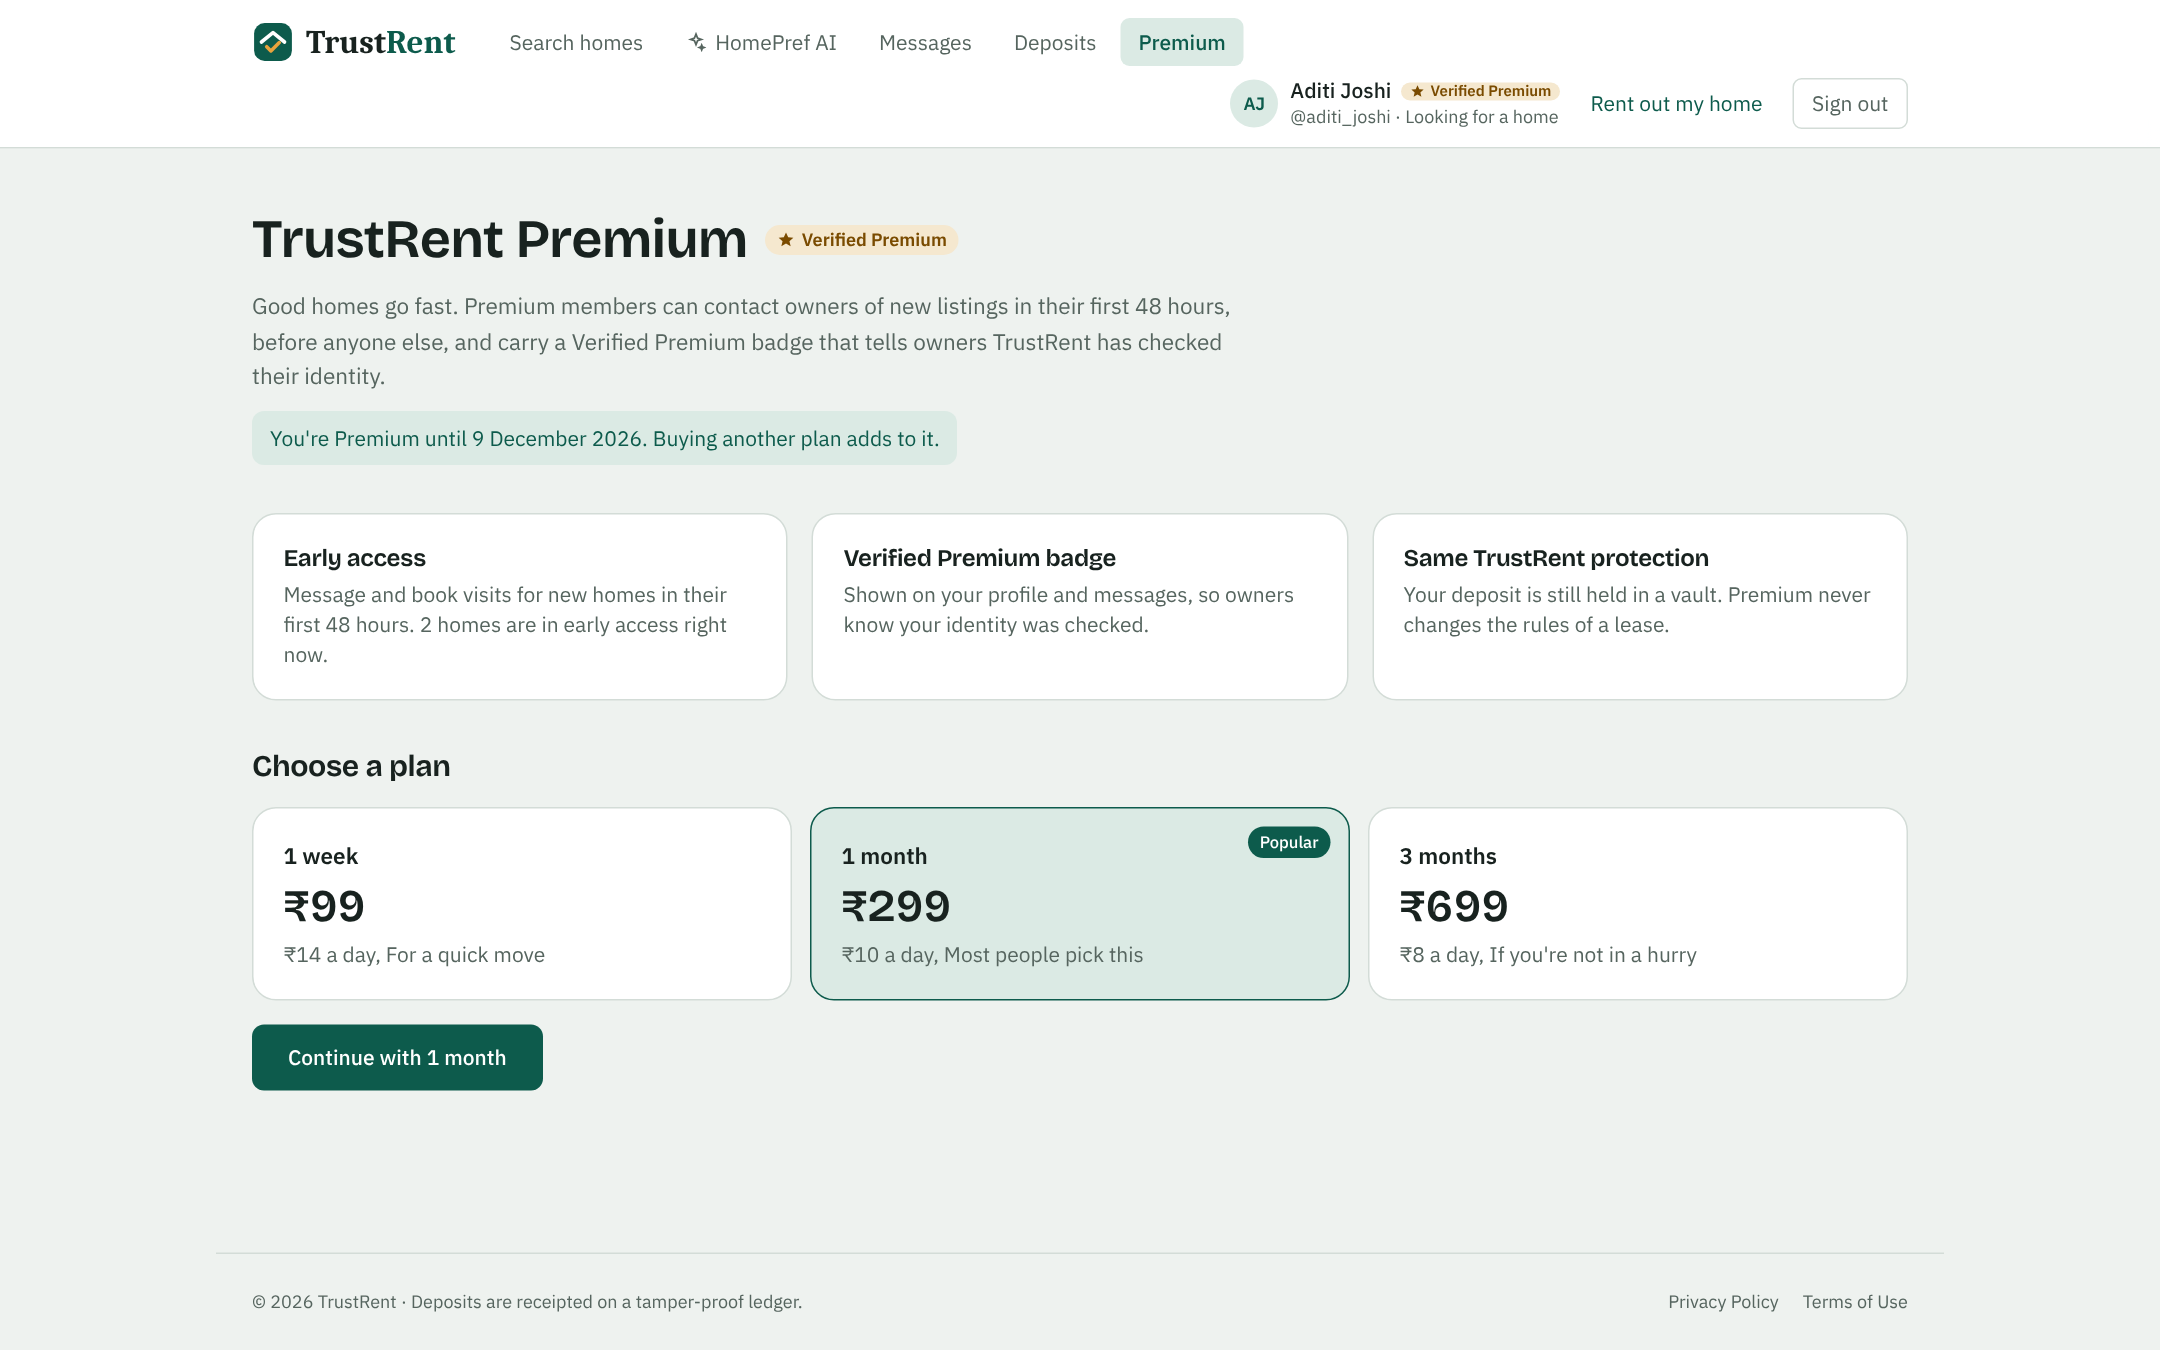 TrustRent
Search homes
HomePref AI
Messages
Deposits
Premium
AJ
Aditi Joshi
Verified Premium
@aditi_joshi · Looking for a home
Rent out my home
Sign out
TrustRent Premium
Verified Premium
Good homes go fast. Premium members can contact owners of new listings in their first 48 hours,
before anyone else, and carry a Verified Premium badge that tells owners TrustRent has checked
their identity.
You're Premium until 9 December 2026. Buying another plan adds to it.
Early access
Message and book visits for new homes in their
first 48 hours. 2 homes are in early access right
now.
Verified Premium badge
Shown on your profile and messages, so owners
know your identity was checked.
Same TrustRent protection
Your deposit is still held in a vault. Premium never
changes the rules of a lease.
Choose a plan
1 week
₹99
₹14 a day, For a quick move
1 month
Popular
₹299
₹10 a day, Most people pick this
3 months
₹699
₹8 a day, If you're not in a hurry
Continue with 1 month
© 2026 TrustRent · Deposits are receipted on a tamper-proof ledger.
Privacy Policy
Terms of Use